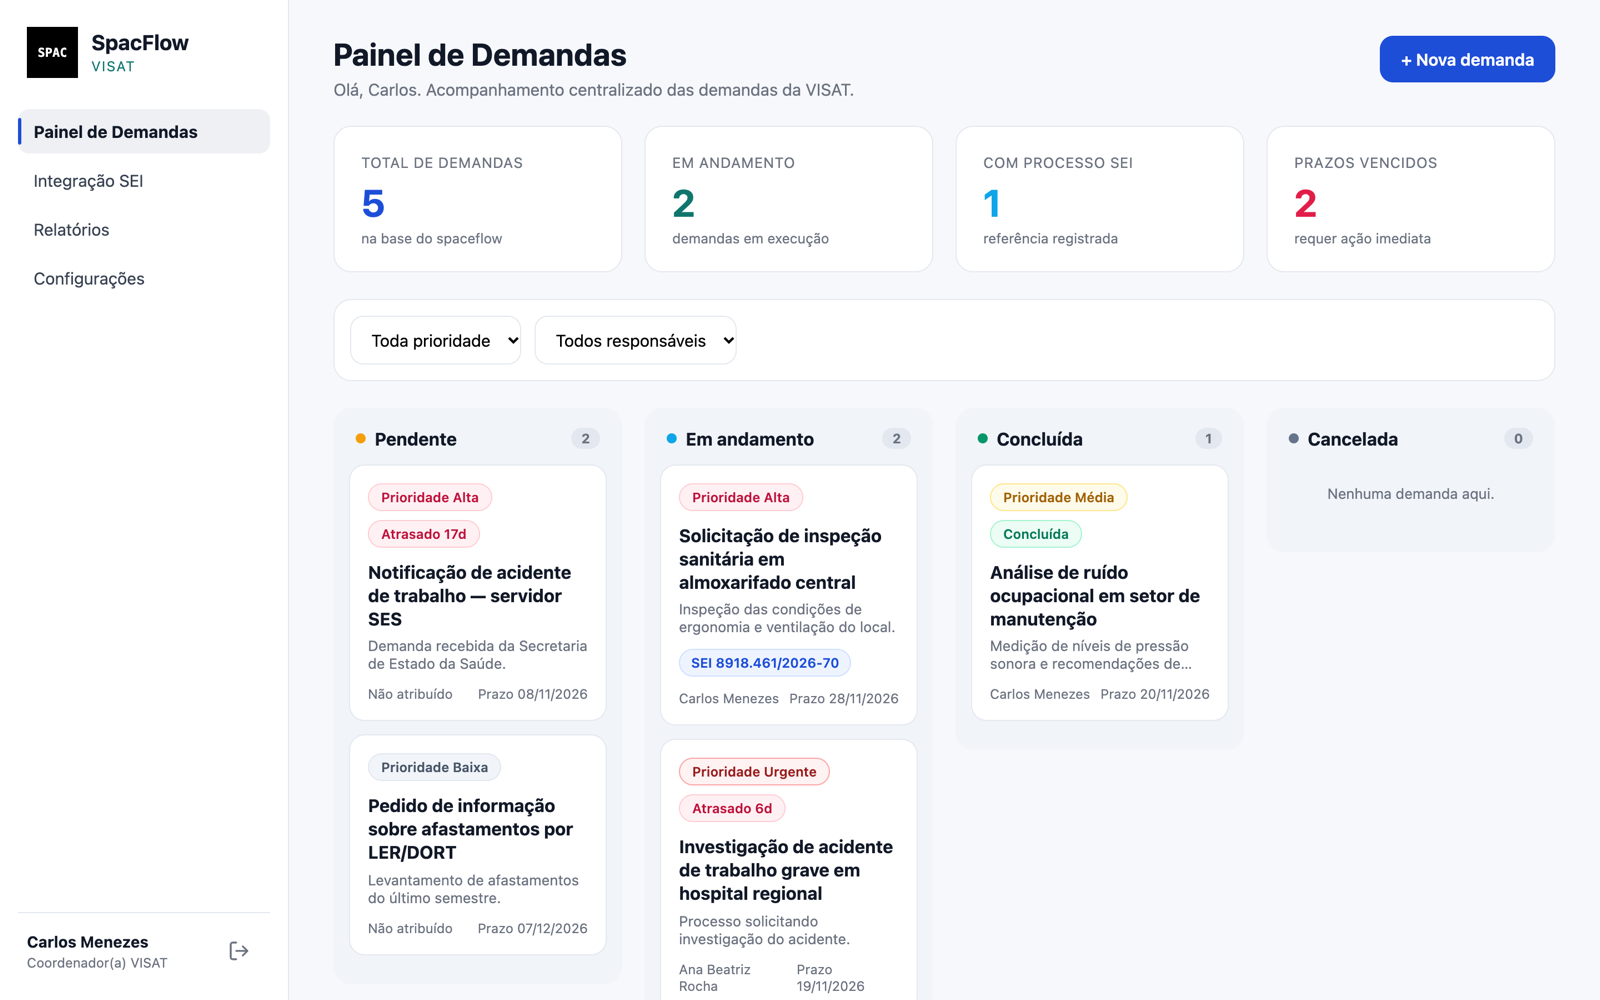 SPAC
SpacFlow
VISAT
Painel de Demandas
Integração SEI
Relatórios
Configurações
Carlos Menezes
Coordenador(a) VISAT
Painel de Demandas
Olá, Carlos. Acompanhamento centralizado das demandas da VISAT.
+ Nova demanda
TOTAL DE DEMANDAS
5
na base do spaceflow
EM ANDAMENTO
2
demandas em execução
COM PROCESSO SEI
1
referência registrada
PRAZOS VENCIDOS
2
requer ação imediata
Toda prioridade
Todos responsáveis
Pendente 2
Prioridade Alta
Atrasado 17d
Notificação de acidente
de trabalho — servidor
SES
Demanda recebida da Secretaria
de Estado da Saúde.
Não atribuído Prazo 08/11/2026
Prioridade Baixa
Pedido de informação
sobre afastamentos por
LER/DORT
Levantamento de afastamentos
do último semestre.
Não atribuído Prazo 07/12/2026
Em andamento 2
Prioridade Alta
Solicitação de inspeção
sanitária em
almoxarifado central
Inspeção das condições de
ergonomia e ventilação do local.
SEI 8918.461/2026-70
Carlos Menezes Prazo 28/11/2026
Prioridade Urgente
Atrasado 6d
Investigação de acidente
de trabalho grave em
hospital regional
Processo solicitando
investigação do acidente.
Ana Beatriz Prazo
Rocha 19/11/2026
Concluída 1
Prioridade Média
Concluída
Análise de ruído
ocupacional em setor de
manutenção
Medição de níveis de pressão
sonora e recomendações de...
Carlos Menezes Prazo 20/11/2026
Cancelada 0
Nenhuma demanda aqui.